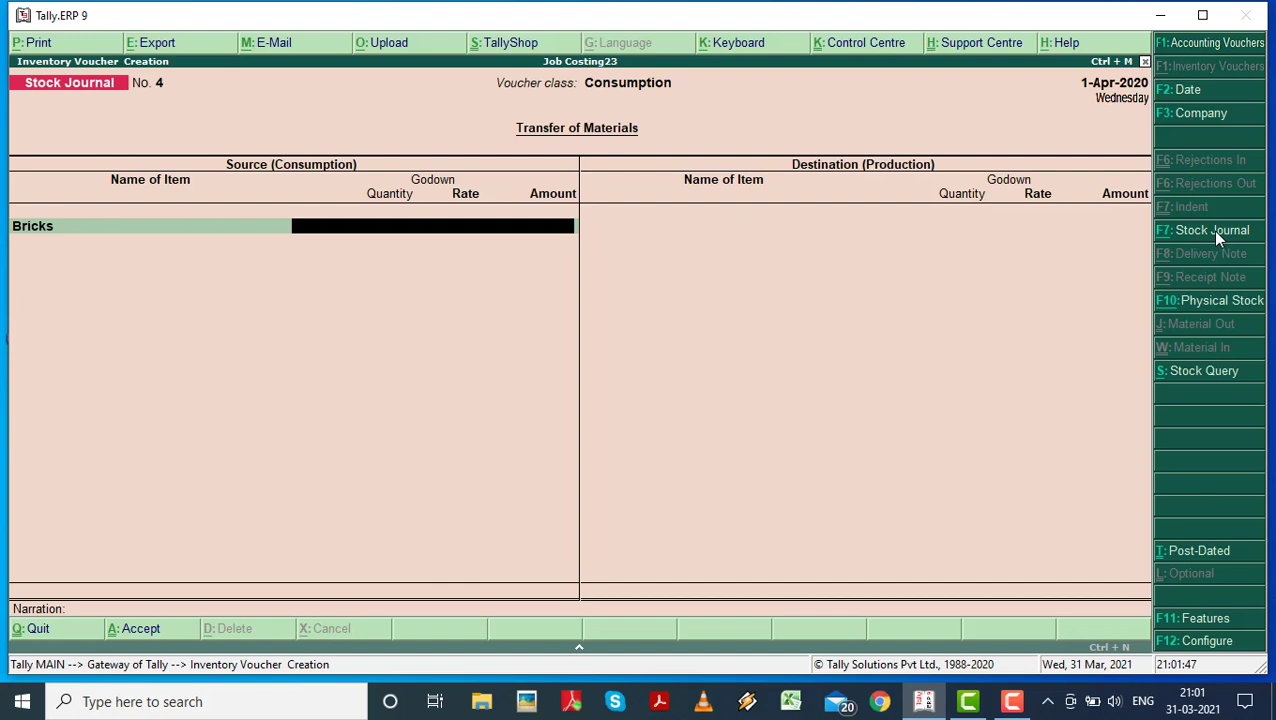 Tally.ERP 9
P: Print E: Export M: E-Mail O: Upload S: TallyShop G: Language K: Keyboard K: Control Centre H: Support Centre H: Help F1: Accounting Vouchers
Inventory Voucher Creation Job Costing23 Ctrl + M x F1: Inventory Vouchers
Stock Journal No. 4 Voucher class: Consumption 1-Apr-2020
F2: Date
Wednesday
F3: Company
Transfer of Materials
Source (Consumption) Destination (Production)
F6: Rejections In
Name of Item Godown Name of Item Godown
F6: Rejections Out
Quantity Rate Amount Quantity Rate Amount
F7: Indent
Bricks
F7: Stock Journal
F8: Delivery Note
F9: Receipt Note
F10: Physical Stock
J: Material Out
W: Material In
S: Stock Query
T: Post-Dated
L: Optional
Narration:
F11: Features
Q: Quit A: Accept D: Delete X: Cancel
F12: Configure
Ctrl + N
Tally MAIN --> Gateway of Tally --> Inventory Voucher Creation © Tally Solutions Pvt Ltd., 1988-2020 Wed, 31 Mar, 2021 21:01:47
Type here to search 20 ENG 21:01
31-03-2021